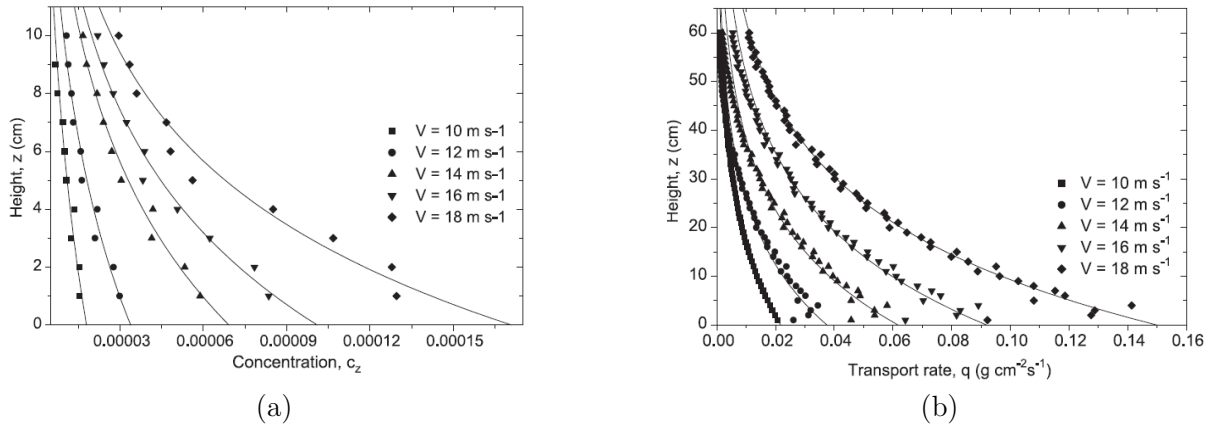 10
8
6
4
2
0
Height, z (cm)
V = 10 m s-1
V = 12 m s-1
V = 14 m s-1
V = 16 m s-1
V = 18 m s-1
0.00003 0.00006 0.00009 0.00012 0.00015
Concentration, c_z
(a)
60
50
40
30
20
10
0
Height, z (cm)
V = 10 m s⁻¹
V = 12 m s⁻¹
V = 14 m s⁻¹
V = 16 m s⁻¹
V = 18 m s⁻¹
0.00 0.02 0.04 0.06 0.08 0.10 0.12 0.14 0.16
Transport rate, q (g cm⁻²s⁻¹)
(b)